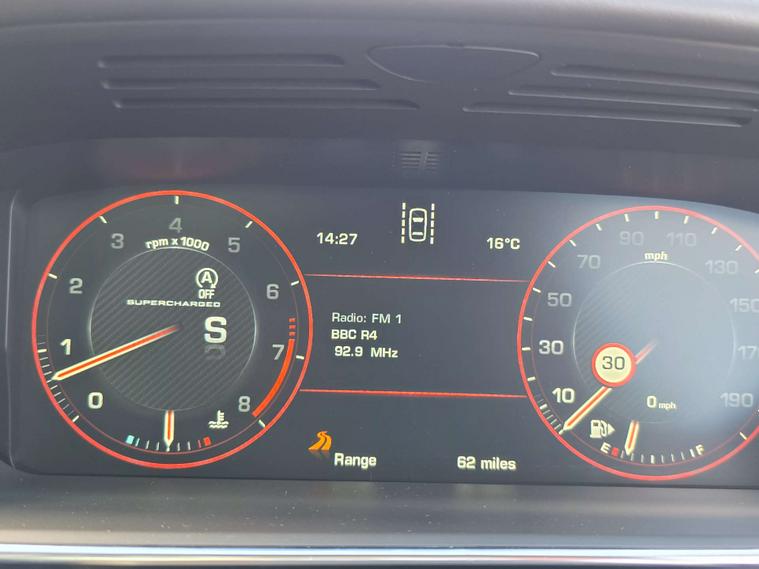 4
3
5
rpm x 1000
2
6
A
OFF
SUPERCHARGED
S
1
7
0
8
14:27
16°C
Radio: FM 1
BBC R4
92.9 MHz
Range
62 miles
90
110
mph
70
130
50
150
30
30
10
0 mph
190
E
F